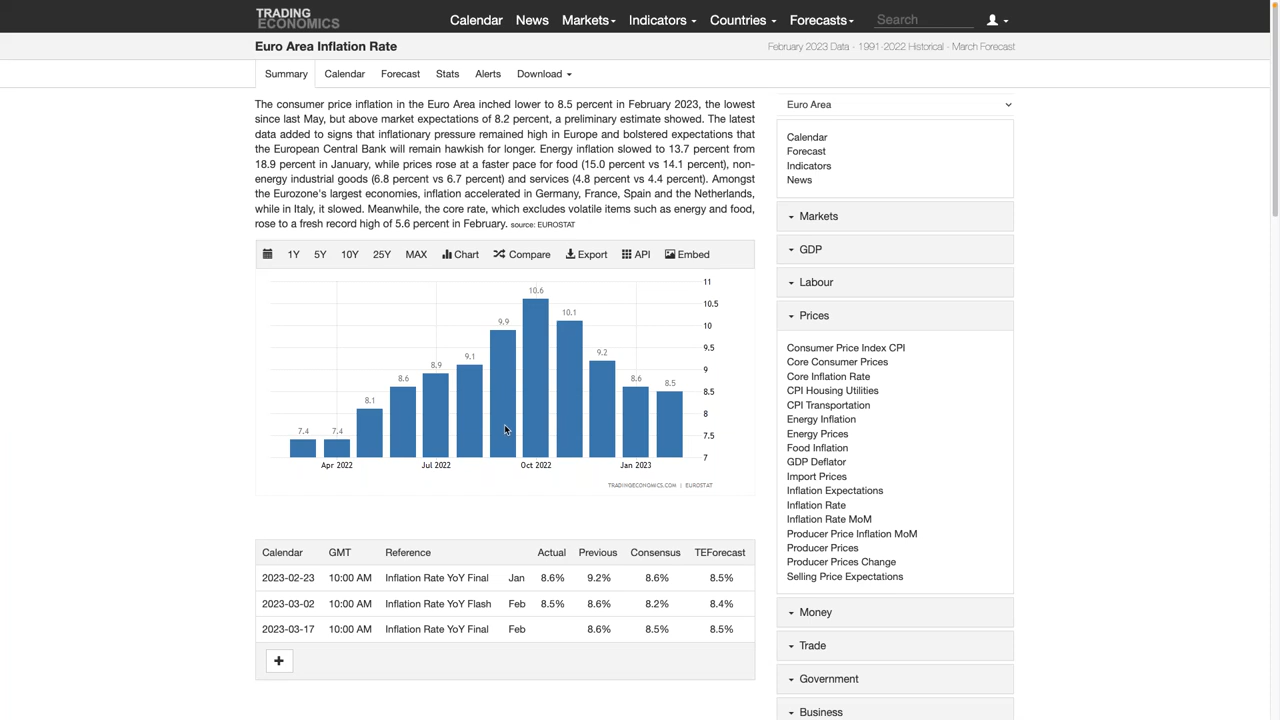 TRADING
ECONOMICS
Calendar News Markets Indicators Countries Forecasts Search
Euro Area Inflation Rate
February 2023 Data - 1991-2022 Historical - March Forecast
Summary Calendar Forecast Stats Alerts Download
The consumer price inflation in the Euro Area inched lower to 8.5 percent in February 2023, the lowest
since last May, but above market expectations of 8.2 percent, a preliminary estimate showed. The latest
data added to signs that inflationary pressure remained high in Europe and bolstered expectations that
the European Central Bank will remain hawkish for longer. Energy inflation slowed to 13.7 percent from
18.9 percent in January, while prices rose at a faster pace for food (15.0 percent vs 14.1 percent), non-
energy industrial goods (6.8 percent vs 6.7 percent) and services (4.8 percent vs 4.4 percent). Amongst
the Eurozone's largest economies, inflation accelerated in Germany, France, Spain and the Netherlands,
while in Italy, it slowed. Meanwhile, the core rate, which excludes volatile items such as energy and food,
rose to a fresh record high of 5.6 percent in February. source: EUROSTAT
1Y 5Y 10Y 25Y MAX Chart Compare Export API Embed
11
10.5
10
9.5
9
8.5
8
7.5
7
7.4
7.4
8.1
8.6
8.9
9.1
9.9
10.6
10.1
9.2
8.6
8.5
Apr 2022 Jul 2022 Oct 2022 Jan 2023
TRADINGECONOMICS.COM | EUROSTAT
Calendar GMT Reference Actual Previous Consensus TEForecast
2023-02-23 10:00 AM Inflation Rate YoY Final Jan 8.6% 9.2% 8.6% 8.5%
2023-03-02 10:00 AM Inflation Rate YoY Flash Feb 8.5% 8.6% 8.2% 8.4%
2023-03-17 10:00 AM Inflation Rate YoY Final Feb 8.6% 8.5% 8.5%
+
Euro Area
Calendar
Forecast
Indicators
News
Markets
GDP
Labour
Prices
Consumer Price Index CPI
Core Consumer Prices
Core Inflation Rate
CPI Housing Utilities
CPI Transportation
Energy Inflation
Energy Prices
Food Inflation
GDP Deflator
Import Prices
Inflation Expectations
Inflation Rate
Inflation Rate MoM
Producer Price Inflation MoM
Producer Prices
Producer Prices Change
Selling Price Expectations
Money
Trade
Government
Business